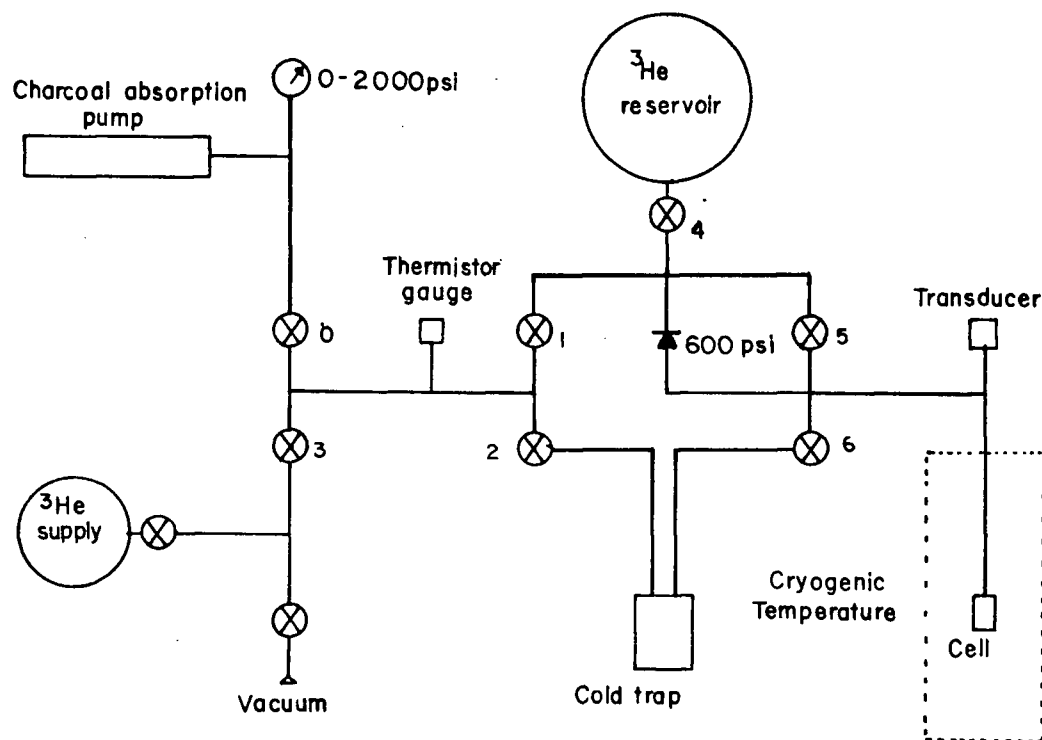 0-2000psi
Charcoal absorption
pump
³He
reservoir
4
Thermistor
gauge
Transducer
0
1
600 psi
5
3
2
6
³He
supply
Cryogenic
Temperature
Cell
Cold trap
Vacuum